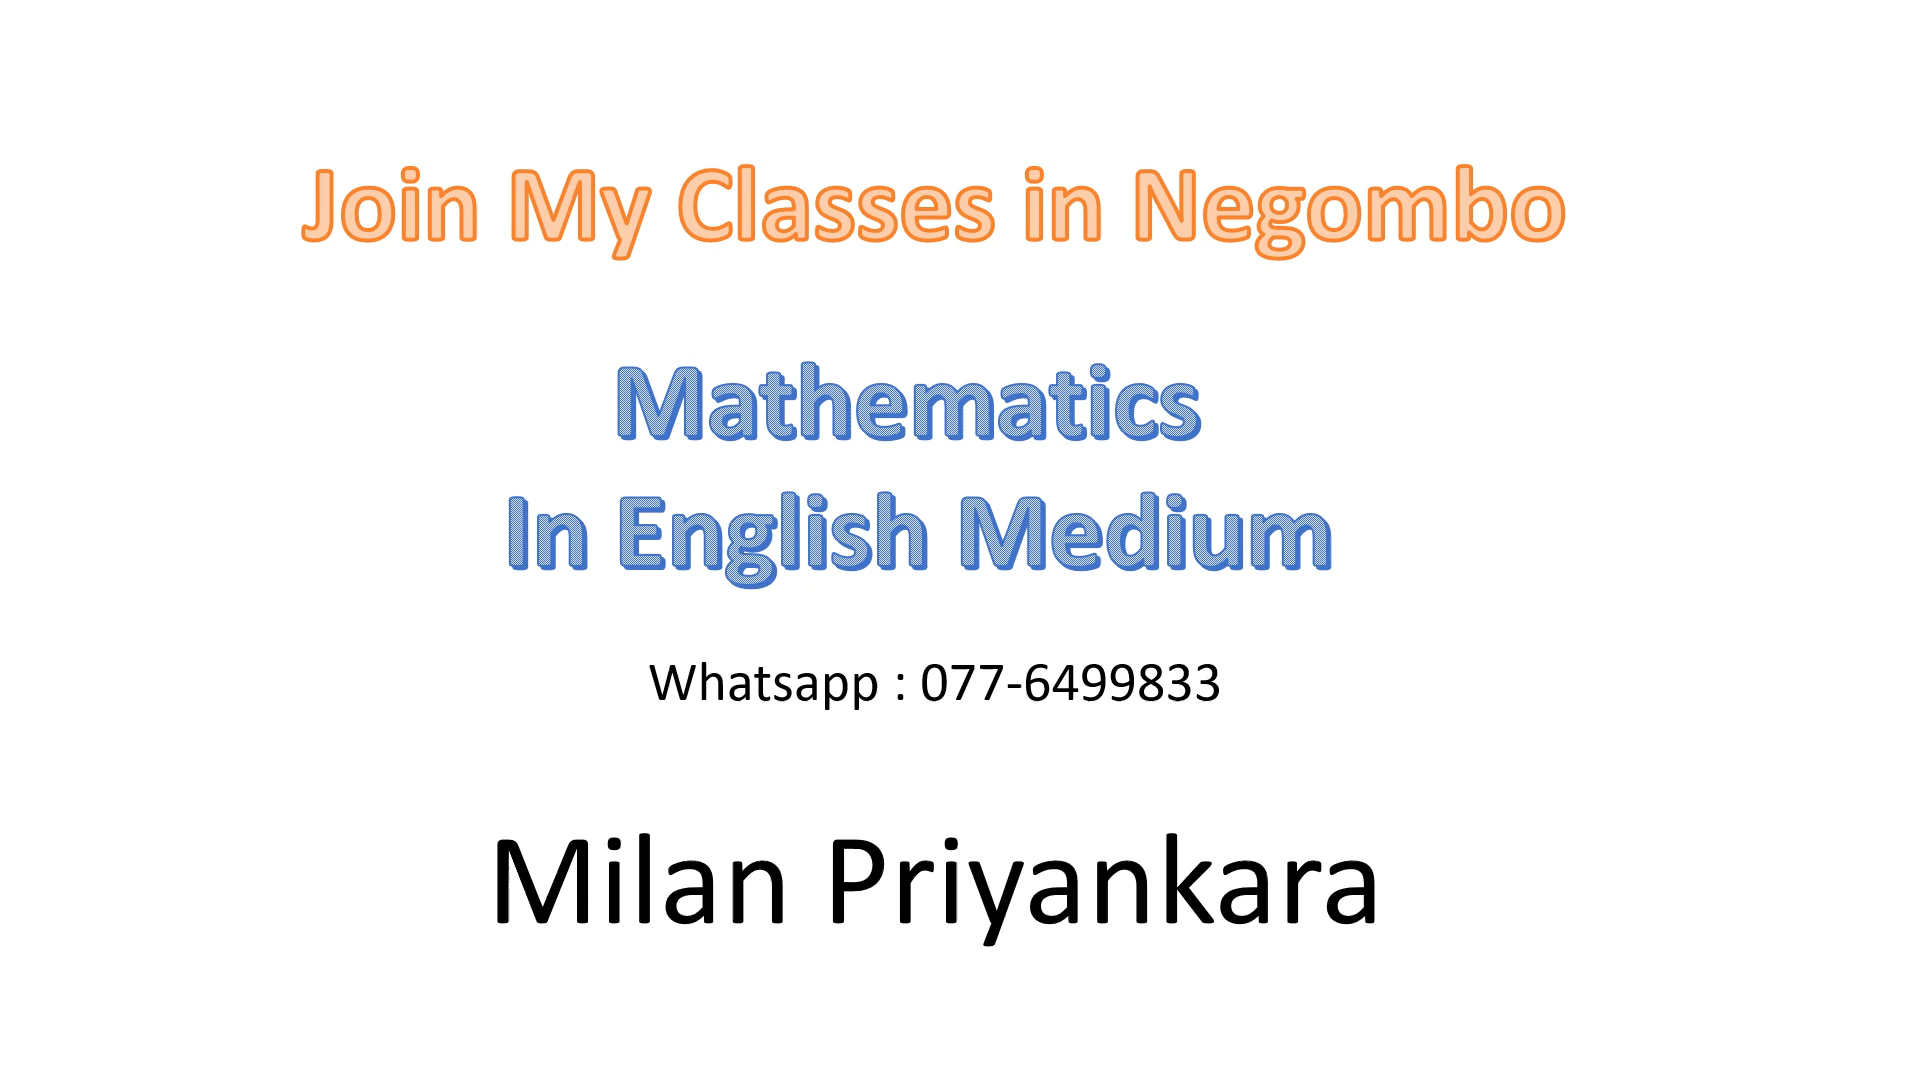 Join My Classes in Negombo
Mathematics
In English Medium
Whatsapp : 077-6499833
Milan Priyankara